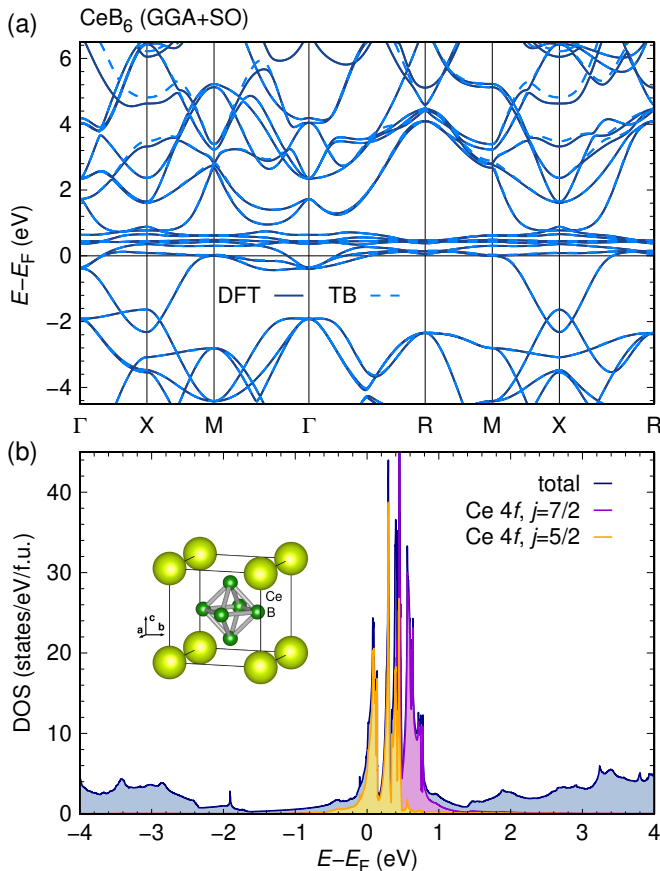 (a) CeB₆ (GGA+SO)
6
4
2
0
−2
−4
E−E_F (eV)
DFT TB
Γ X M Γ R M X R
(b)
total
Ce 4f, j=7/2
Ce 4f, j=5/2
40
30
20
10
0
DOS (states/eV/f.u.)
Ce
B
c
a b
−4 −3 −2 −1 0 1 2 3 4
E−E_F (eV)